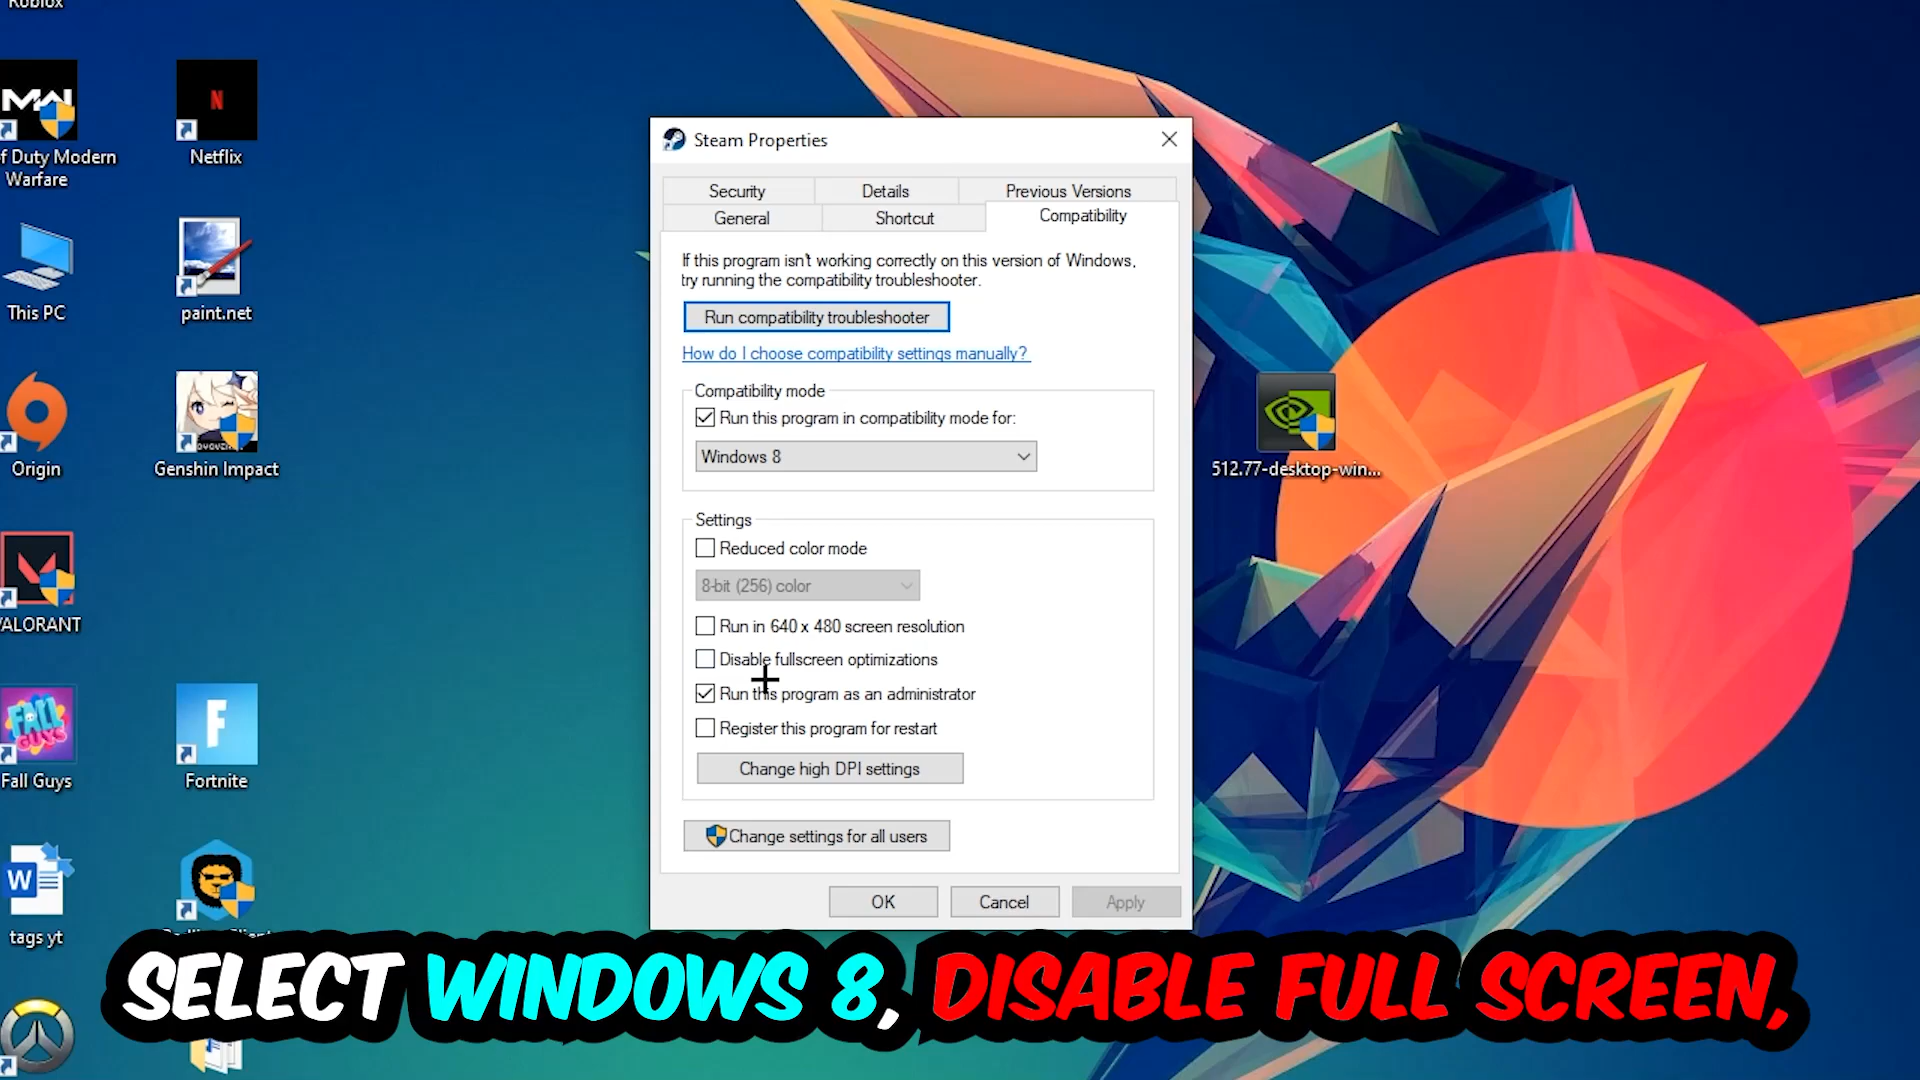 Roblox
MW
f Duty Modern
Warfare
N
Netflix
This PC
paint.net
Origin
Genshin Impact
VALORANT
FALL
GUYS
Fall Guys
F
Fortnite
W
tags yt
Steam Properties
Security
Details
Previous Versions
General
Shortcut
Compatibility
If this program isn't working correctly on this version of Windows,
try running the compatibility troubleshooter.
Run compatibility troubleshooter
How do I choose compatibility settings manually?
Compatibility mode
Run this program in compatibility mode for:
Windows 8
Settings
Reduced color mode
8-bit (256) color
Run in 640 x 480 screen resolution
Disable fullscreen optimizations
Run this program as an administrator
Register this program for restart
Change high DPI settings
Change settings for all users
OK
Cancel
Apply
512.77-desktop-win...
SELECT WINDOWS 8, DISABLE FULL SCREEN,